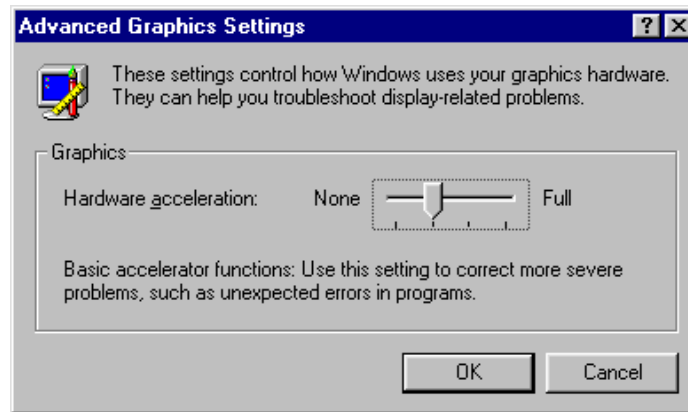 Advanced Graphics Settings
These settings control how Windows uses your graphics hardware.
They can help you troubleshoot display-related problems.
Graphics
Hardware acceleration: None Full
Basic accelerator functions: Use this setting to correct more severe
problems, such as unexpected errors in programs.
OK Cancel